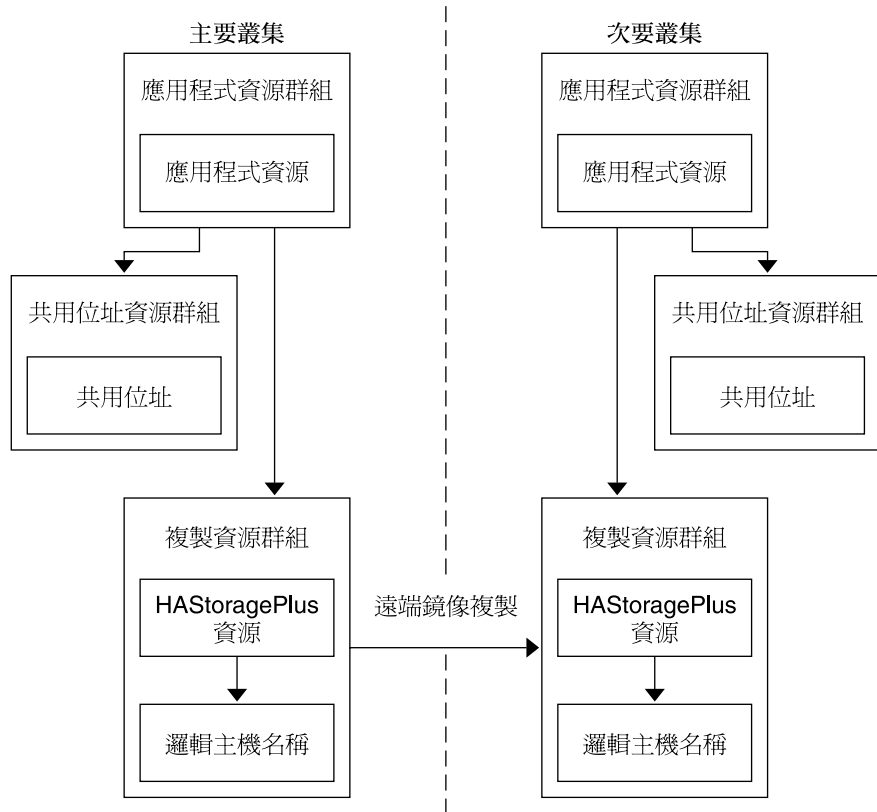 主要叢集
次要叢集
應用程式資源群組
應用程式資源
應用程式資源群組
應用程式資源
共用位址資源群組
共用位址
共用位址資源群組
共用位址
複製資源群組
HAStoragePlus
資源
邏輯主機名稱
遠端鏡像複製
複製資源群組
HAStoragePlus
資源
邏輯主機名稱